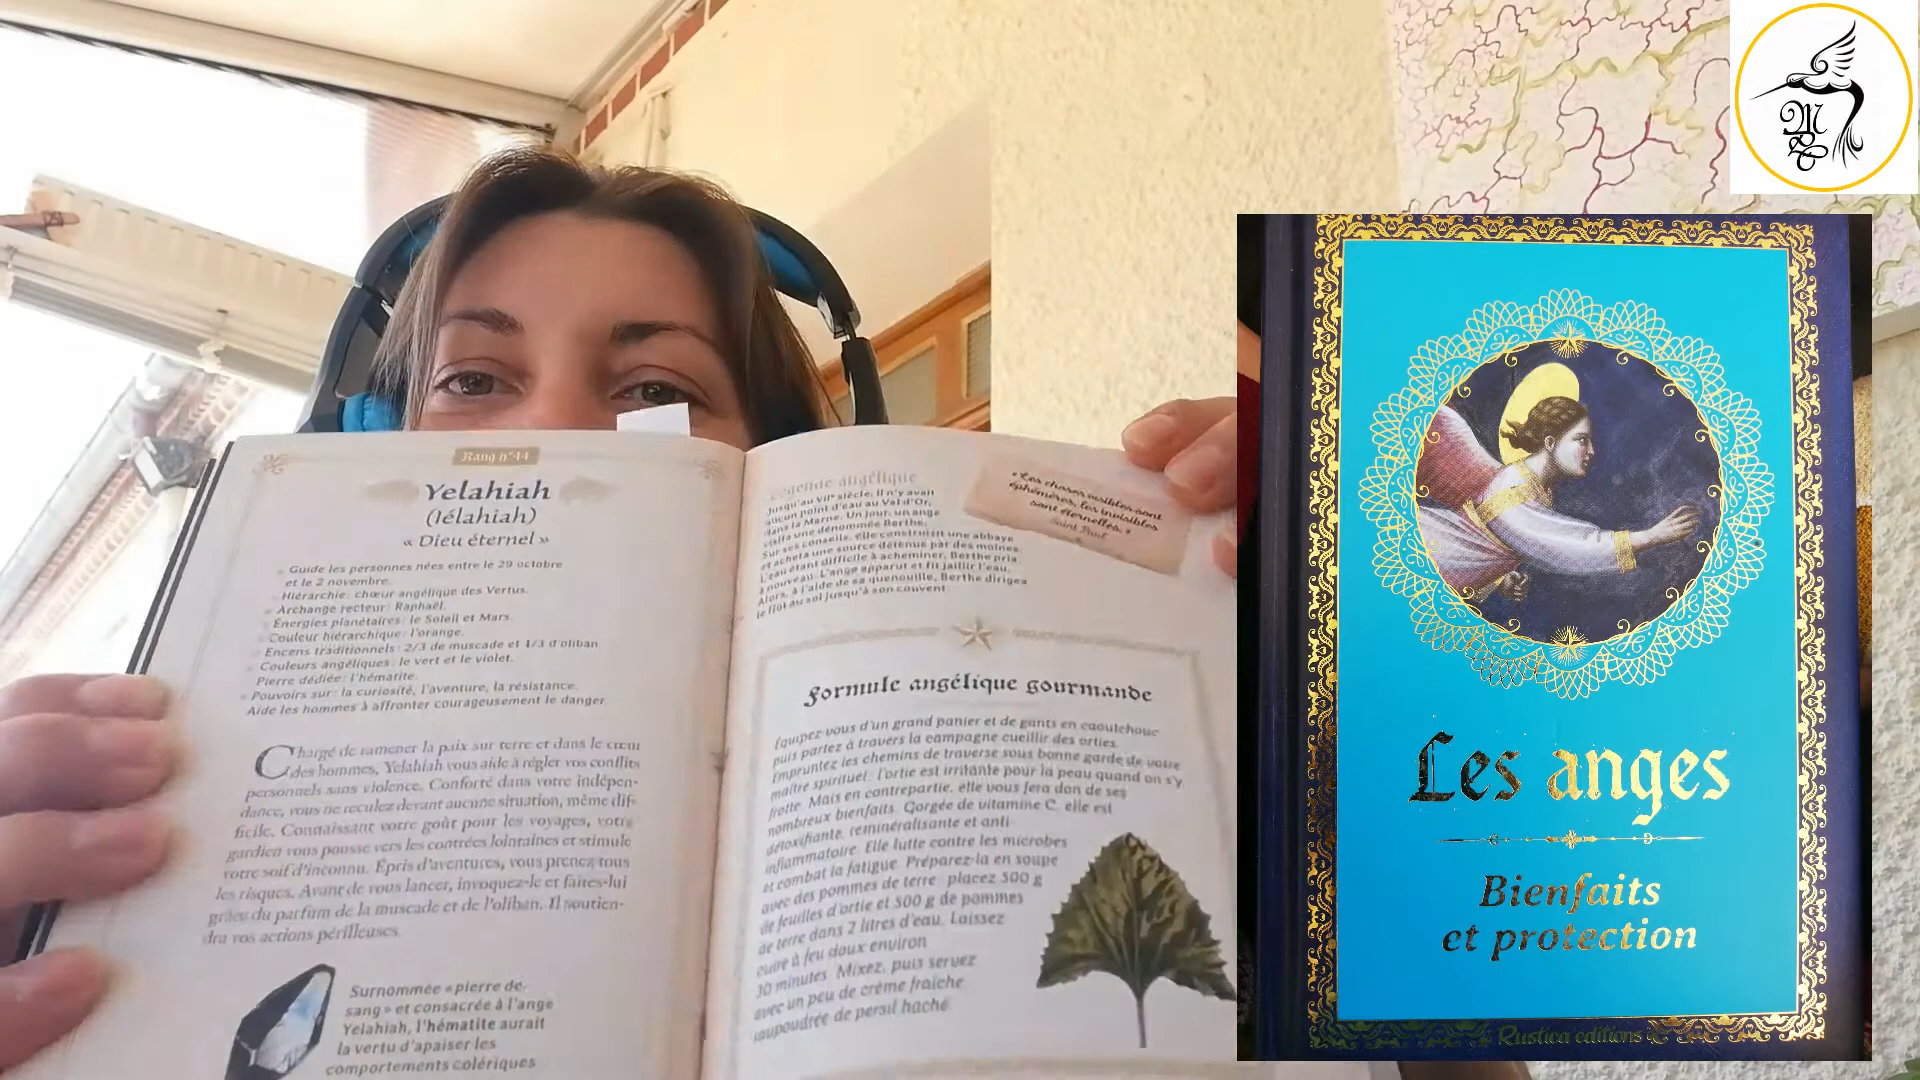 Rang n°44
Yelahiah
(Iélahiah)
« Dieu éternel »
Guide les personnes nées entre le 29 octobre
et le 2 novembre.
Hiérarchie: chœur angélique des Vertus.
Archange recteur: Raphaël.
Énergies planétaires: le Soleil et Mars.
Couleur hiérarchique: l'orange.
Encens traditionnels: 2/3 de muscade et 1/3 d'oliban
Couleurs angéliques: le vert et le violet.
Pierre dédiée: l'hématite.
Pouvoirs sur: la curiosité, l'aventure, la résistance.
Aide les hommes à affronter courageusement le danger.
Chargé de ramener la paix sur terre et dans le cœur
des hommes, Yelahiah vous aide à régler vos conflits
personnels sans violence. Conforté dans votre indépen-
dance, vous ne reculez devant aucune situation, même dif-
ficile. Connaissant votre goût pour les voyages, votre
gardien vous pousse vers les contrées lointaines et stimule
votre soif d'inconnu. Épris d'aventures, vous prenez tous
les risques. Avant de vous lancer, invoquez-le et faites-lui
grâce du parfum de la muscade et de l'oliban. Il soutien-
dra vos actions périlleuses.
Surnommée «pierre de
sang» et consacrée à l'ange
Yelahiah, l'hématite aurait
la vertu d'apaiser les
comportements colériques
Légende angélique
Jusqu'au VIIe siècle, il n'y avait
aucun point d'eau au Val d'Or,
dans la Marne. Un jour, un ange
visita une dénommée Berthe.
Sur ses conseils, elle construisit une abbaye
et acheta une source détenue par des moines.
L'eau étant difficile à acheminer, Berthe pria
à nouveau. L'ange apparut et fit jaillir l'eau.
Alors, à l'aide de sa quenouille, Berthe dirigea
le flot au sol jusqu'à son couvent.
«Les choses visibles sont
éphémères, les invisibles
sont éternelles.»
Saint Paul
Formule angélique gourmande
Équipez-vous d'un grand panier et de gants en caoutchouc
puis partez à travers la campagne cueillir des orties.
Empruntez les chemins de traverse sous bonne garde de votre
maître spirituel: l'ortie est irritante pour la peau quand on s'y
frotte. Mais en contrepartie, elle vous fera don de ses
nombreux bienfaits. Gorgée de vitamine C, elle est
détoxifiante, reminéralisante et anti-
inflammatoire. Elle lutte contre les microbes
et combat la fatigue. Préparez-la en soupe
avec des pommes de terre: placez 500 g
de feuilles d'ortie et 500 g de pommes
de terre dans 2 litres d'eau. Laissez
cuire à feu doux environ
30 minutes. Mixez, puis servez
avec un peu de crème fraîche
saupoudrée de persil haché
Les anges
Bienfaits
et protection
Rustica éditions